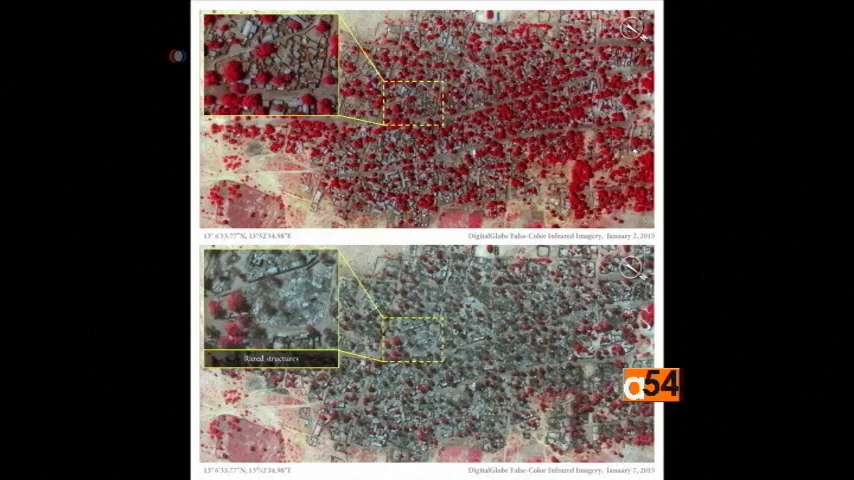 13° 6'33.77"N, 13°52'34.98"E
DigitalGlobe False-Color Infrared Imagery, January 2, 2015
Razed structures
a54
13° 6'33.77"N, 13°52'34.98"E
DigitalGlobe False-Color Infrared Imagery, January 7, 2015